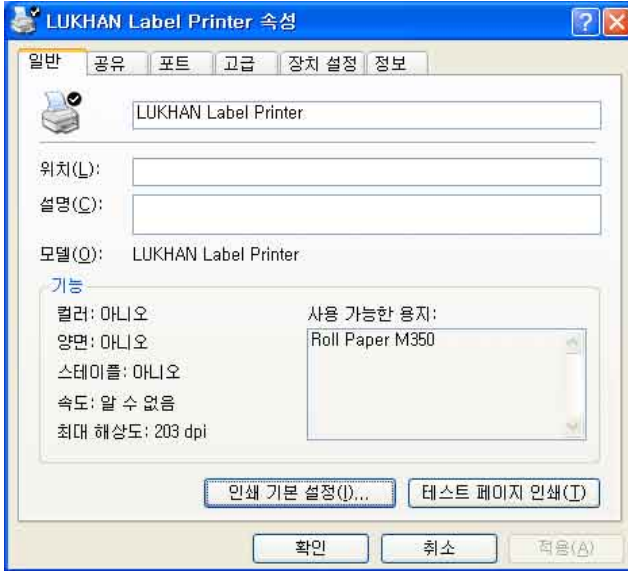 LUKHAN Label Printer 속성
일반 공유 포트 고급 장치 설정 정보
LUKHAN Label Printer
위치(L):
설명(C):
모델(O): LUKHAN Label Printer
기능
컬러: 아니오 사용 가능한 용지:
양면: 아니오 Roll Paper M350
스테이플: 아니오
속도: 알 수 없음
최대 해상도: 203 dpi
인쇄 기본 설정(I)... 테스트 페이지 인쇄(T)
확인 취소 적용(A)